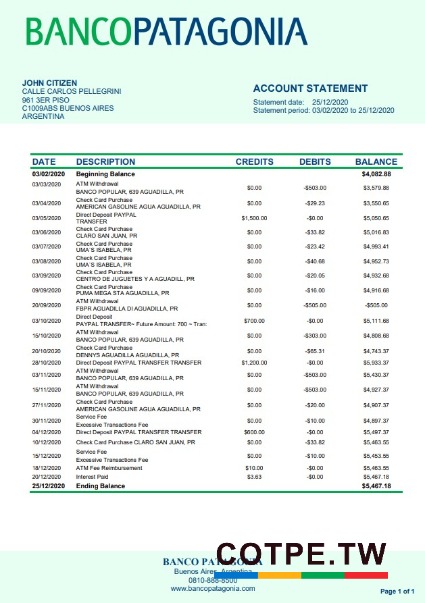 BANCOPATAGONIA
JOHN CITIZEN
CALLE CARLOS PELLEGRINI
961 3ER PISO
C1009ABS BUENOS AIRES
ARGENTINA
ACCOUNT STATEMENT
Statement date: 25/12/2020
Statement period: 03/02/2020 to 25/12/2020
DATE DESCRIPTION CREDITS DEBITS BALANCE
03/02/2020 Beginning Balance $4,082.88
03/03/2020 ATM Withdrawal
BANCO POPULAR, 639 AGUADILLA, PR $0.00 -$503.00 $3,579.88
03/04/2020 Check Card Purchase
AMERICAN GASOLINE AGUA AGUADILLA, PR $0.00 -$29.23 $3,550.65
03/05/2020 Direct Deposit PAYPAL
TRANSFER $1,500.00 -$0.00 $5,050.65
03/06/2020 Check Card Purchase
CLARO SAN JUAN, PR $0.00 -$33.82 $5,016.83
03/07/2020 Check Card Purchase
UMA'S ISABELA, PR $0.00 -$23.42 $4,993.41
03/08/2020 Check Card Purchase
UMA'S ISABELA, PR $0.00 -$40.68 $4,952.73
03/09/2020 Check Card Purchase
CENTRO DE JUGUETES Y A AGUADILL, PR $0.00 -$20.05 $4,932.68
09/09/2020 Check Card Purchase
PUMA MEGA STA AGUADILLA, PR $0.00 -$16.00 $4,916.68
20/09/2020 ATM Withdrawal
FBPR AGUADILLA DI AGUADILLA, PR $0.00 -$505.00 -$505.00
03/10/2020 Direct Deposit
PAYPAL TRANSFER~ Future Amount: 700 ~ Tran: $700.00 -$0.00 $5,111.68
15/10/2020 ATM Withdrawal
BANCO POPULAR, 639 AGUADILLA, PR $0.00 -$303.00 $4,808.68
20/10/2020 Check Card Purchase
DENNYS AGUADILLA AGUADILLA, PR $0.00 -$65.31 $4,743.37
28/10/2020 Direct Deposit PAYPAL TRANSFER TRANSFER $1,200.00 -$0.00 $5,933.37
03/11/2020 ATM Withdrawal
BANCO POPULAR, 639 AGUADILLA, PR $0.00 -$503.00 $5,430.37
15/11/2020 ATM Withdrawal
BANCO POPULAR, 639 AGUADILLA, PR $0.00 -$503.00 $4,927.37
27/11/2020 Check Card Purchase
AMERICAN GASOLINE AGUA AGUADILLA, PR $0.00 -$20.00 $4,907.37
30/11/2020 Service Fee
Excessive Transactions Fee $0.00 -$10.00 $4,897.37
04/12/2020 Direct Deposit PAYPAL TRANSFER TRANSFER $600.00 -$0.00 $5,497.37
10/12/2020 Check Card Purchase CLARO SAN JUAN, PR $0.00 -$33.82 $5,463.55
15/12/2020 Service Fee
Excessive Transactions Fee $0.00 -$10.00 $5,453.55
18/12/2020 ATM Fee Reimbursement $10.00 -$0.00 $5,463.55
20/12/2020 Interest Paid $3.63 -$0.00 $5,467.18
25/12/2020 Ending Balance $5,467.18
BANCO PATAGONIA
COTPE.TW
Buenos Aires, Argentina
0810-888-8500
www.bancopatagonia.com
Page 1 of 1